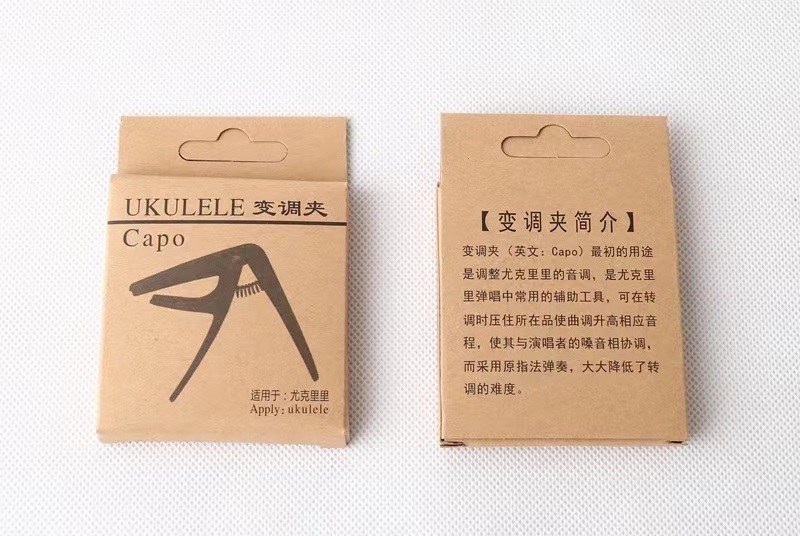 UKULELE 变调夹
Capo
适用于：尤克里里
Apply：ukulele
【变调夹简介】
变调夹（英文：Capo）最初的用途
是调整尤克里里的音调，是尤克里
里弹唱中常用的辅助工具，可在转
调时压住所在品使曲调升高相应音
程，使其与演唱者的嗓音相协调，
而采用原指法弹奏，大大降低了转
调的难度。